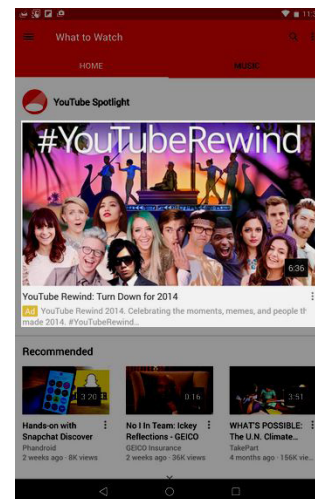 What to Watch
HOME MUSIC
YouTube Spotlight
#YouTubeRewind
6:36
YouTube Rewind: Turn Down for 2014
Ad YouTube Rewind 2014. Celebrating the moments, memes, and people th
made 2014. #YouTubeRewind...
Recommended
3:20 0:16 3:51
Hands-on with
Snapchat Discover
Phandroid
2 weeks ago · 8K views
No I In Team: Ickey
Reflections - GEICO
GEICO Insurance
2 weeks ago · 36K views
WHAT'S POSSIBLE:
The U.N. Climate...
TakePart
4 months ago · 156K vie...